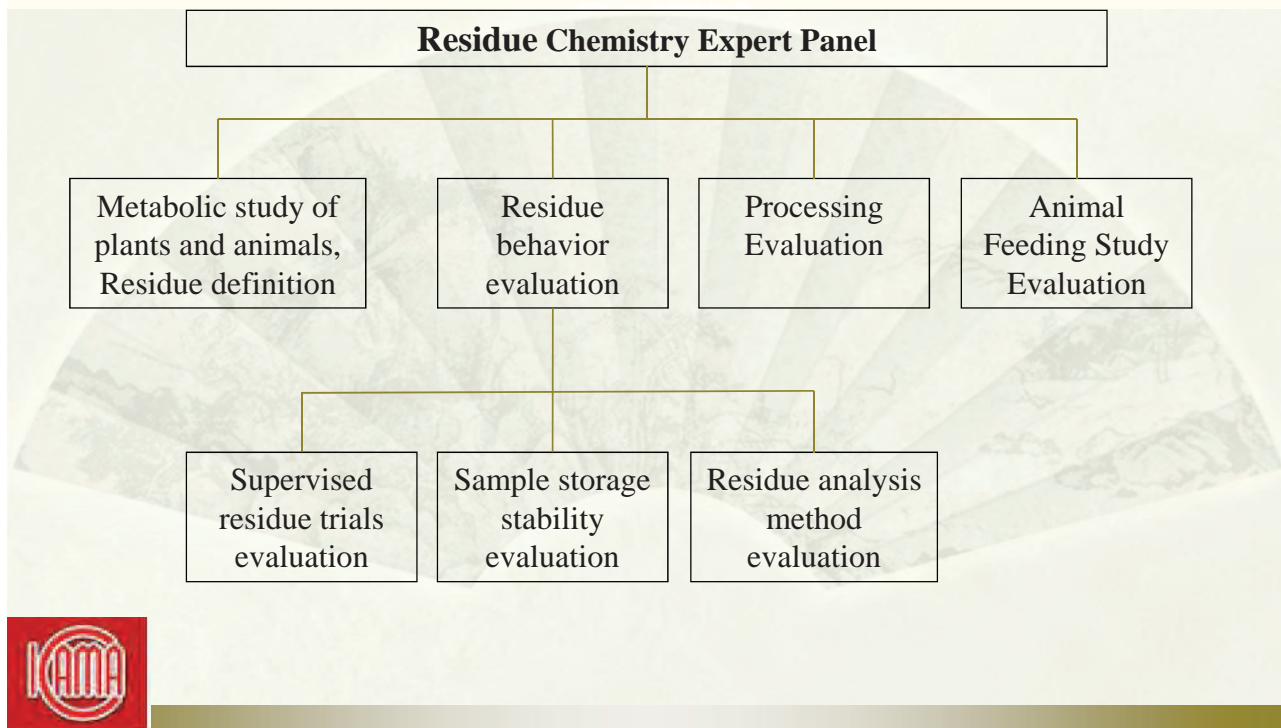 Residue Chemistry Expert Panel
Metabolic study of
plants and animals,
Residue definition
Residue
behavior
evaluation
Processing
Evaluation
Animal
Feeding Study
Evaluation
Supervised
residue trials
evaluation
Sample storage
stability
evaluation
Residue analysis
method
evaluation
ICAMA